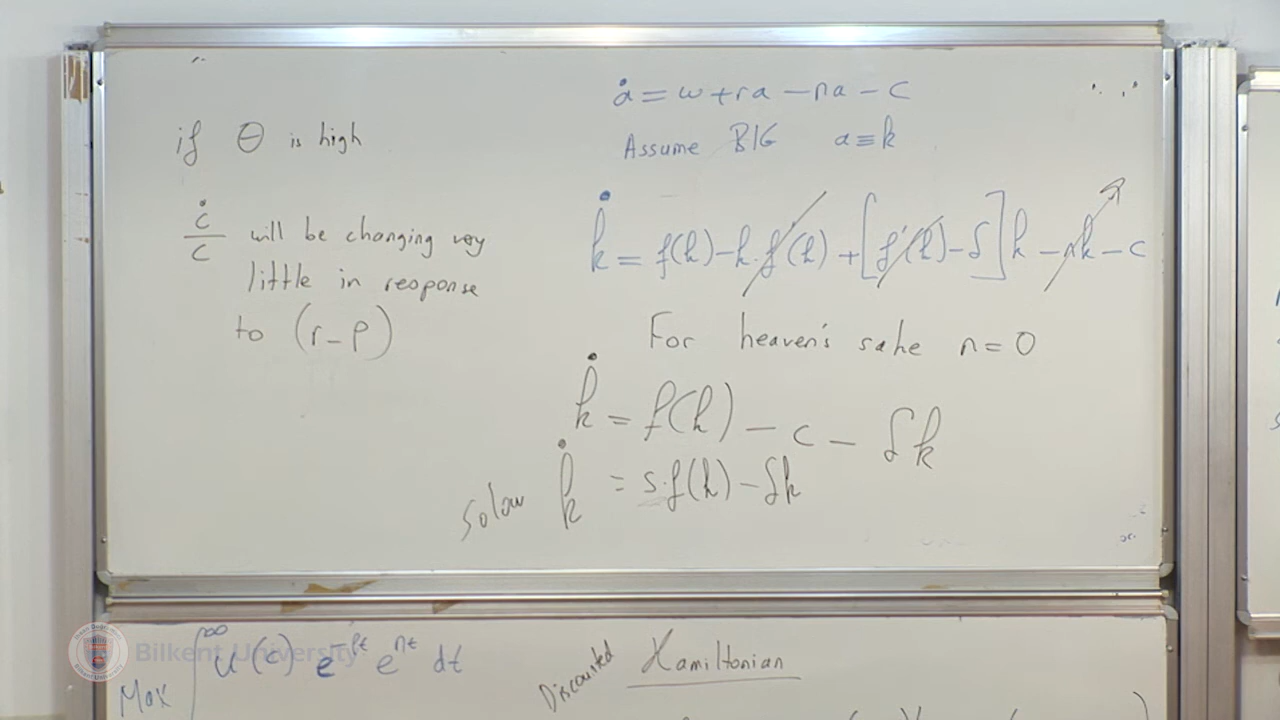 if θ is high
ċ/c will be changing very
little in response
to (r-ρ)
ȧ = w + ra - na - c
Assume BIG a ≡ k
k̇ = f(k) - k.f'(k) + [f'(k) - δ]k - nk - c
For heaven's sake n = 0
k̇ = f(k) - c - δk
Solow k̇ = s.f(k) - δk
Max ∫ ∞ u(c) e^-ρt e^nt dt
Discounted Hamiltonian
Bilkent University